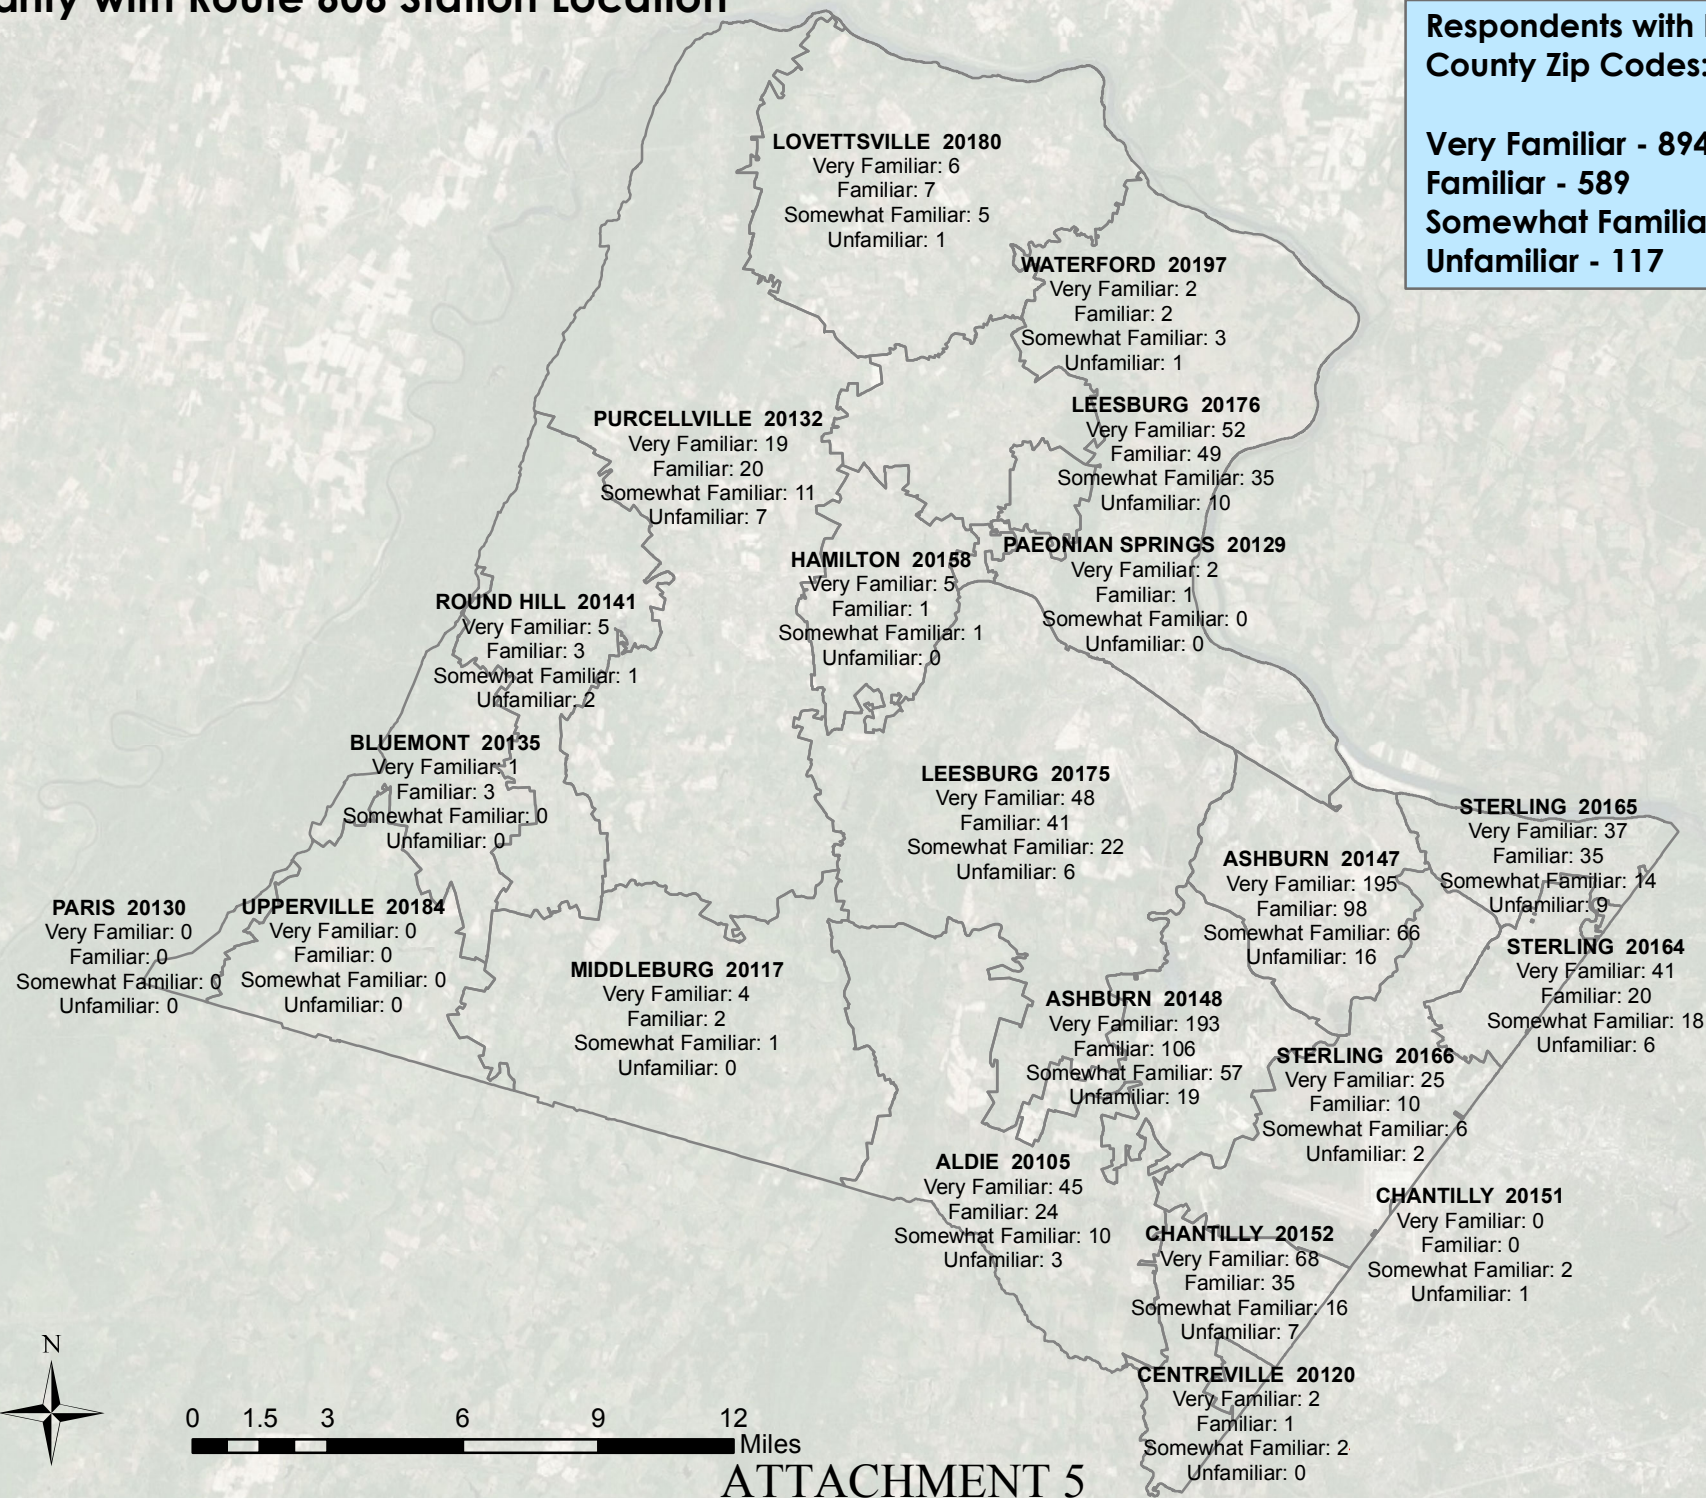 with Route 606 Station Location
Respondents with
County Zip Codes:
Very Familiar - 894
Familiar - 589
Somewhat
Unfamiliar - 117
LOVETTSVILLE 20180
Very Familiar: 6
Familiar: 7
Somewhat Familiar: 5
Unfamiliar: 1
WATERFORD 20197
Very Familiar: 2
Familiar: 2
Somewhat Familiar: 3
Unfamiliar: 1
LEESBURG 20176
Very Familiar: 52
Familiar: 49
Somewhat Familiar: 35
Unfamiliar: 10
PURCELLVILLE 20132
Very Familiar: 19
Familiar: 20
Somewhat Familiar: 11
Unfamiliar: 7
HAMILTON 20158
Very Familiar: 5
Familiar: 1
Somewhat Familiar: 1
Unfamiliar: 0
PAEONIAN SPRINGS 20129
Very Familiar: 2
Familiar: 1
Somewhat Familiar: 0
Unfamiliar: 0
ROUND HILL 20141
Very Familiar: 5
Familiar: 3
Somewhat Familiar: 1
Unfamiliar: 2
BLUEMONT 20135
Very Familiar: 1
Familiar: 3
Somewhat Familiar: 0
Unfamiliar: 0
LEESBURG 20175
Very Familiar: 48
Familiar: 41
Somewhat Familiar: 22
Unfamiliar: 6
STERLING 20165
Very Familiar: 37
Familiar: 35
Somewhat Familiar: 14
Unfamiliar: 9
ASHBURN 20147
Very Familiar: 195
Familiar: 98
Somewhat Familiar: 66
Unfamiliar: 16
PARIS 20130
Very Familiar: 0
Familiar: 0
Somewhat Familiar: 0
Unfamiliar: 0
UPPERVILLE 20184
Very Familiar: 0
Familiar: 0
Somewhat Familiar: 0
Unfamiliar: 0
STERLING 20164
Very Familiar: 41
Familiar: 20
Somewhat Familiar: 18
Unfamiliar: 6
MIDDLEBURG 20117
Very Familiar: 4
Familiar: 2
Somewhat Familiar: 1
Unfamiliar: 0
ASHBURN 20148
Very Familiar: 193
Familiar: 106
Somewhat Familiar: 57
Unfamiliar: 19
STERLING 20166
Very Familiar: 25
Familiar: 10
Somewhat Familiar: 6
Unfamiliar: 2
ALDIE 20105
Very Familiar: 45
Familiar: 24
Somewhat Familiar: 10
Unfamiliar: 3
CHANTILLY 20151
Very Familiar: 0
Familiar: 0
Somewhat Familiar: 2
Unfamiliar: 1
CHANTILLY 20152
Very Familiar: 68
Familiar: 35
Somewhat Familiar: 16
Unfamiliar: 7
CENTREVILLE 20120
Very Familiar: 2
Familiar: 1
Somewhat Familiar: 2
Unfamiliar: 0
N
0 1.5 3 6 9 12
Miles
ATTACHMENT 5